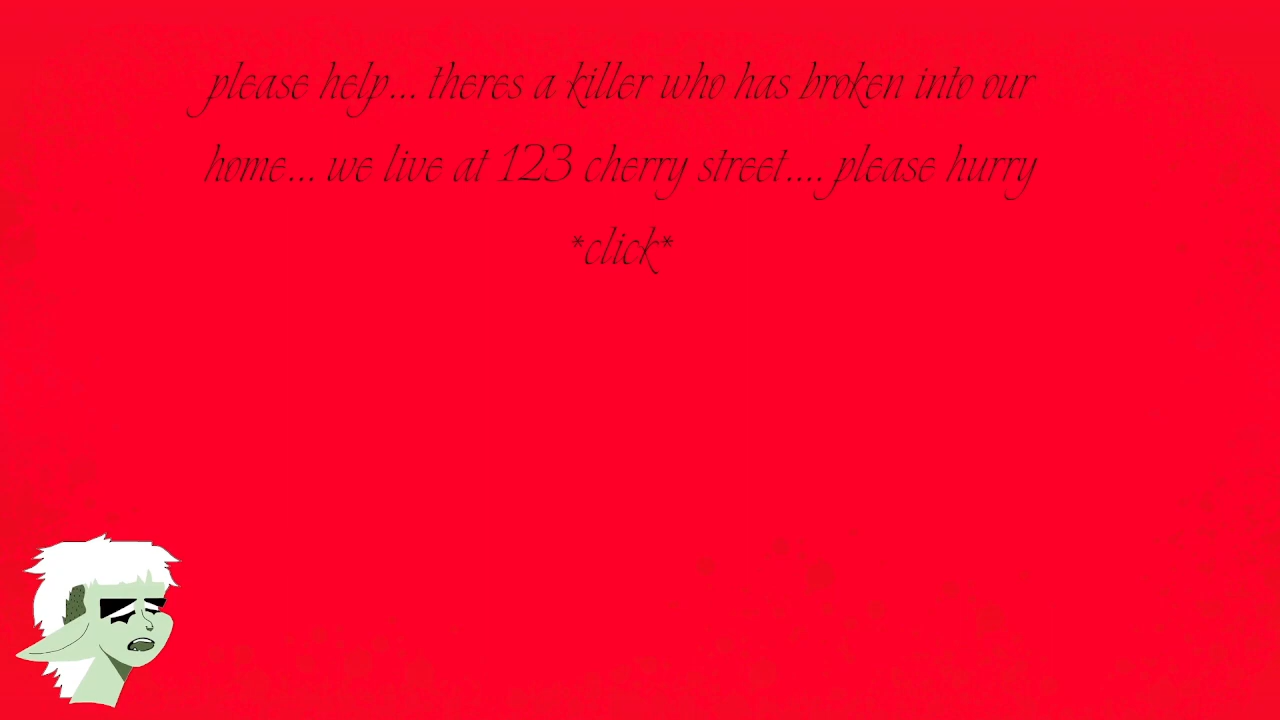 please help... theres a killer who has broken into our
home... we live at 123 cherry street.... please hurry
*click*